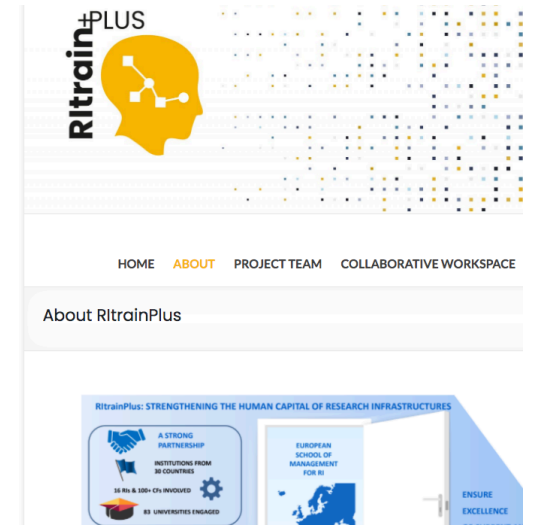 +PLUS
RItrain
HOME ABOUT PROJECT TEAM COLLABORATIVE WORKSPACE
About RItrainPlus
RItrainPlus: STRENGTHENING THE HUMAN CAPITAL OF RESEARCH INFRASTRUCTURES
A STRONG
PARTNERSHIP
INSTITUTIONS FROM
30 COUNTRIES
16 RIs & 100+ CFs INVOLVED
83 UNIVERSITIES ENGAGED
EUROPEAN
SCHOOL OF
MANAGEMENT
FOR RI
ENSURE
EXCELLENCE